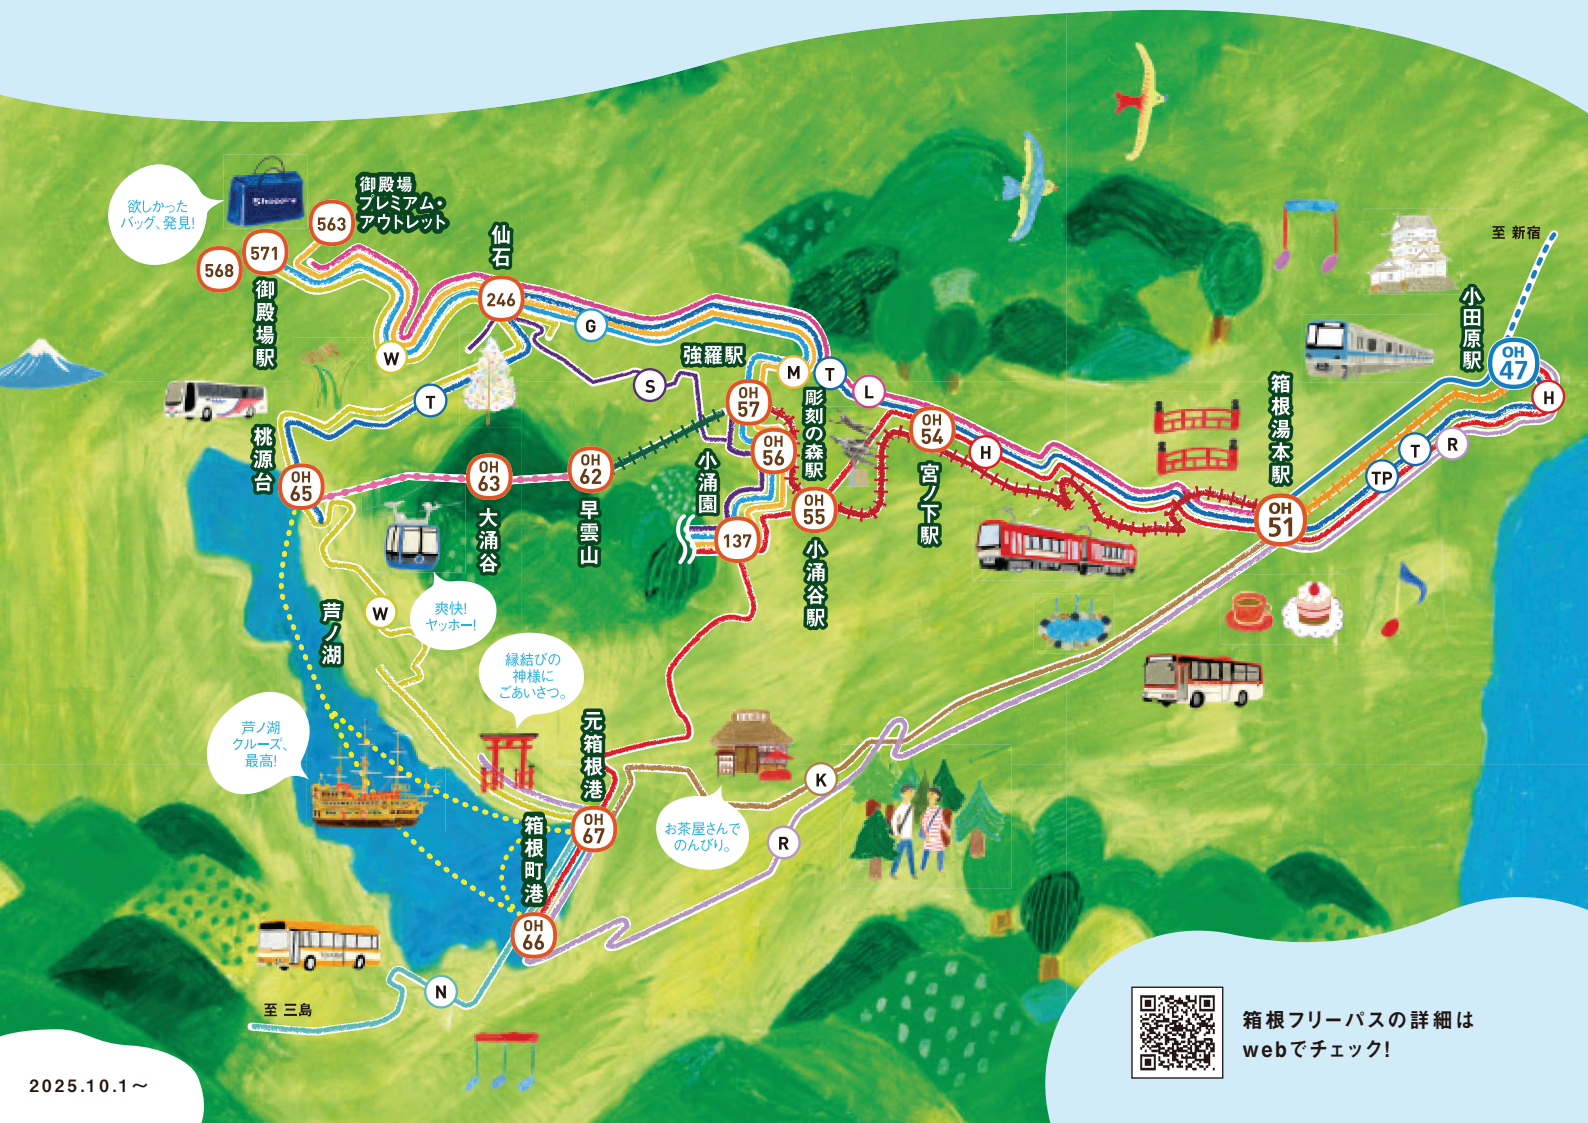 欲しかった
バッグ、発見!
Shopping
御殿場
プレミアム・
アウトレット
563
571
568
御殿場駅
仙石
246
W
G
T
S
強羅駅
M
T
L
OH
57
彫刻の森駅
OH
56
OH
54
宮ノ下駅
H
至 新宿
小田原駅
OH
47
H
箱根湯本駅
OH
51
TP
T
R
桃源台
OH
65
OH
63
大涌谷
OH
62
早雲山
小涌園
137
OH
55
小涌谷駅
爽快!
ヤッホー!
芦ノ湖
W
縁結びの
神様に
ごあいさつ。
芦ノ湖
クルーズ、
最高!
元箱根港
OH
67
箱根町港
OH
66
お茶屋さんで
のんびり。
K
R
N
至 三島
箱根フリーパスの詳細は
webでチェック!
2025.10.1〜